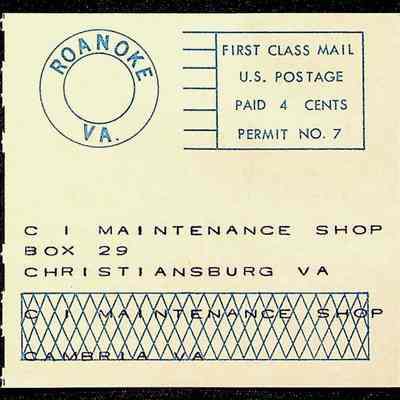 ROANOKE
VA.
FIRST CLASS MAIL
U.S. POSTAGE
PAID 4 CENTS
PERMIT NO. 7
C I MAINTENANCE SHOP
BOX 29
CHRISTIANSBURG VA
C I MAINTENANCE SHOP
CAMBRIA VA